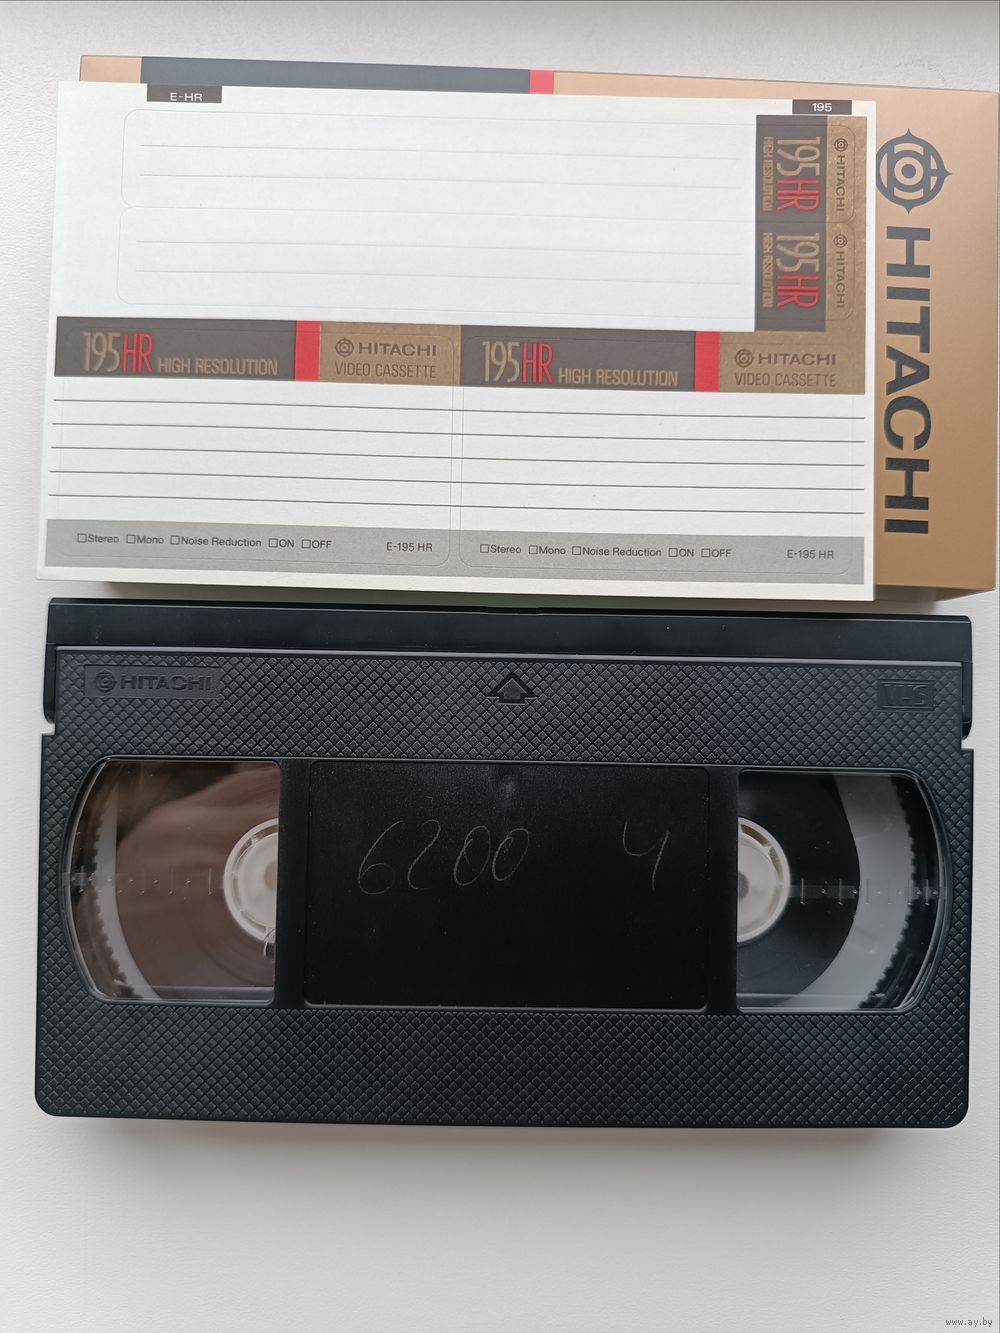 E-HR
195
195HR HIGH RESOLUTION
HITACHI
195HR HIGH RESOLUTION
HITACHI
HITACHI
195HR HIGH RESOLUTION
HITACHI
VIDEO CASSETTE
195HR HIGH RESOLUTION
HITACHI
VIDEO CASSETTE
☐Stereo ☐Mono ☐Noise Reduction ☐ON ☐OFF E-195 HR
☐Stereo ☐Mono ☐Noise Reduction ☐ON ☐OFF E-195 HR
HITACHI
VHS
6200 4
www.ay.by